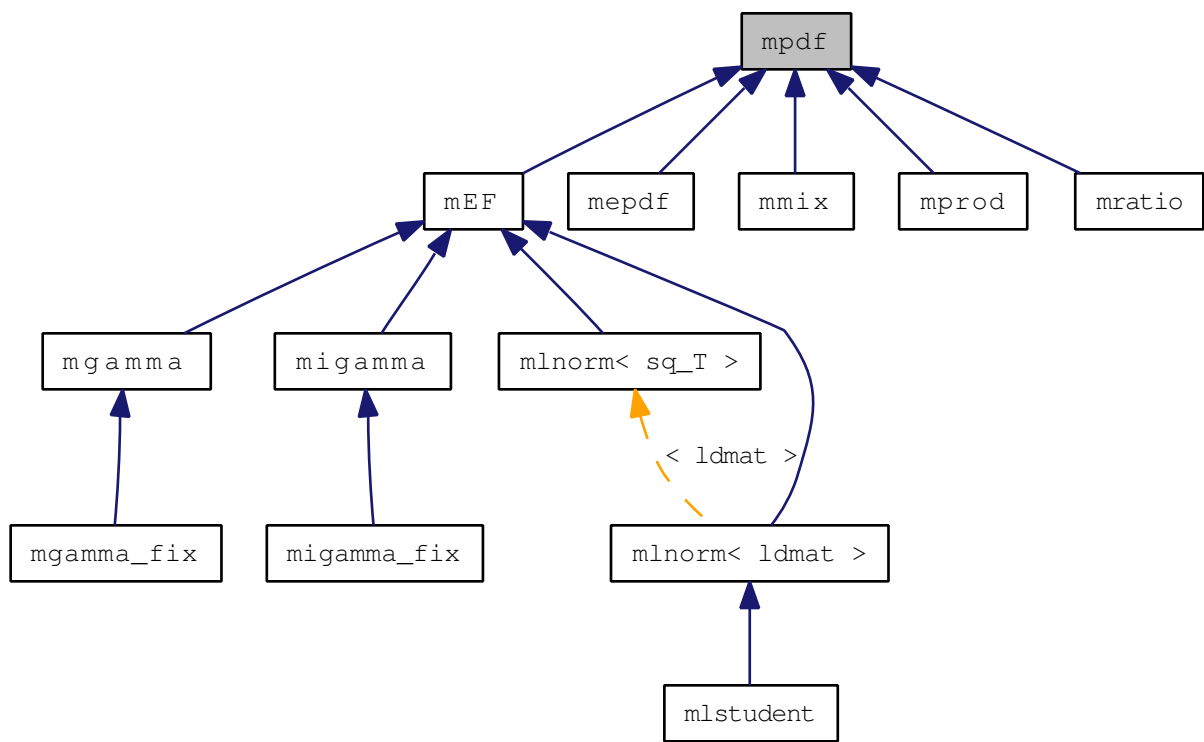 mpdf
mEF
mepdf
mmix
mprod
mratio
mgamma
migamma
mlnorm< sq_T >
< ldmat >
mgamma_fix
migamma_fix
mlnorm< ldmat >
mlstudent